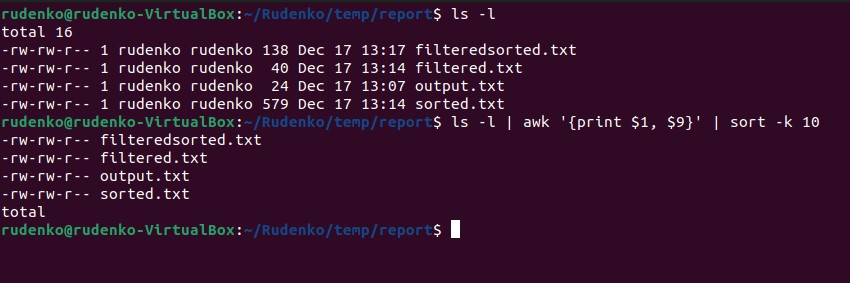 rudenko@rudenko-VirtualBox:~/Rudenko/temp/report$ ls -l
total 16
-rw-rw-r-- 1 rudenko rudenko 138 Dec 17 13:17 filteredsorted.txt
-rw-rw-r-- 1 rudenko rudenko  40 Dec 17 13:14 filtered.txt
-rw-rw-r-- 1 rudenko rudenko  24 Dec 17 13:07 output.txt
-rw-rw-r-- 1 rudenko rudenko 579 Dec 17 13:14 sorted.txt
rudenko@rudenko-VirtualBox:~/Rudenko/temp/report$ ls -l | awk '{print $1, $9}' | sort -k 10
-rw-rw-r-- filteredsorted.txt
-rw-rw-r-- filtered.txt
-rw-rw-r-- output.txt
-rw-rw-r-- sorted.txt
total
rudenko@rudenko-VirtualBox:~/Rudenko/temp/report$